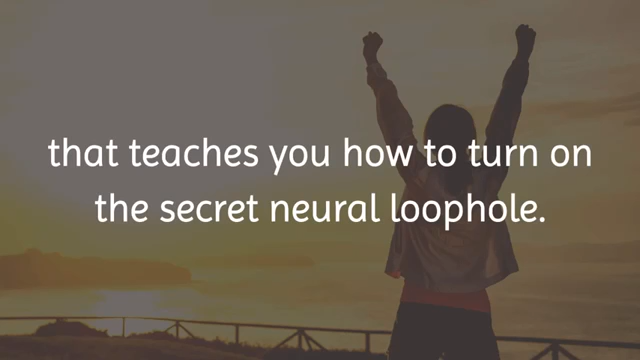 that teaches you how to turn on
the secret neural loophole.